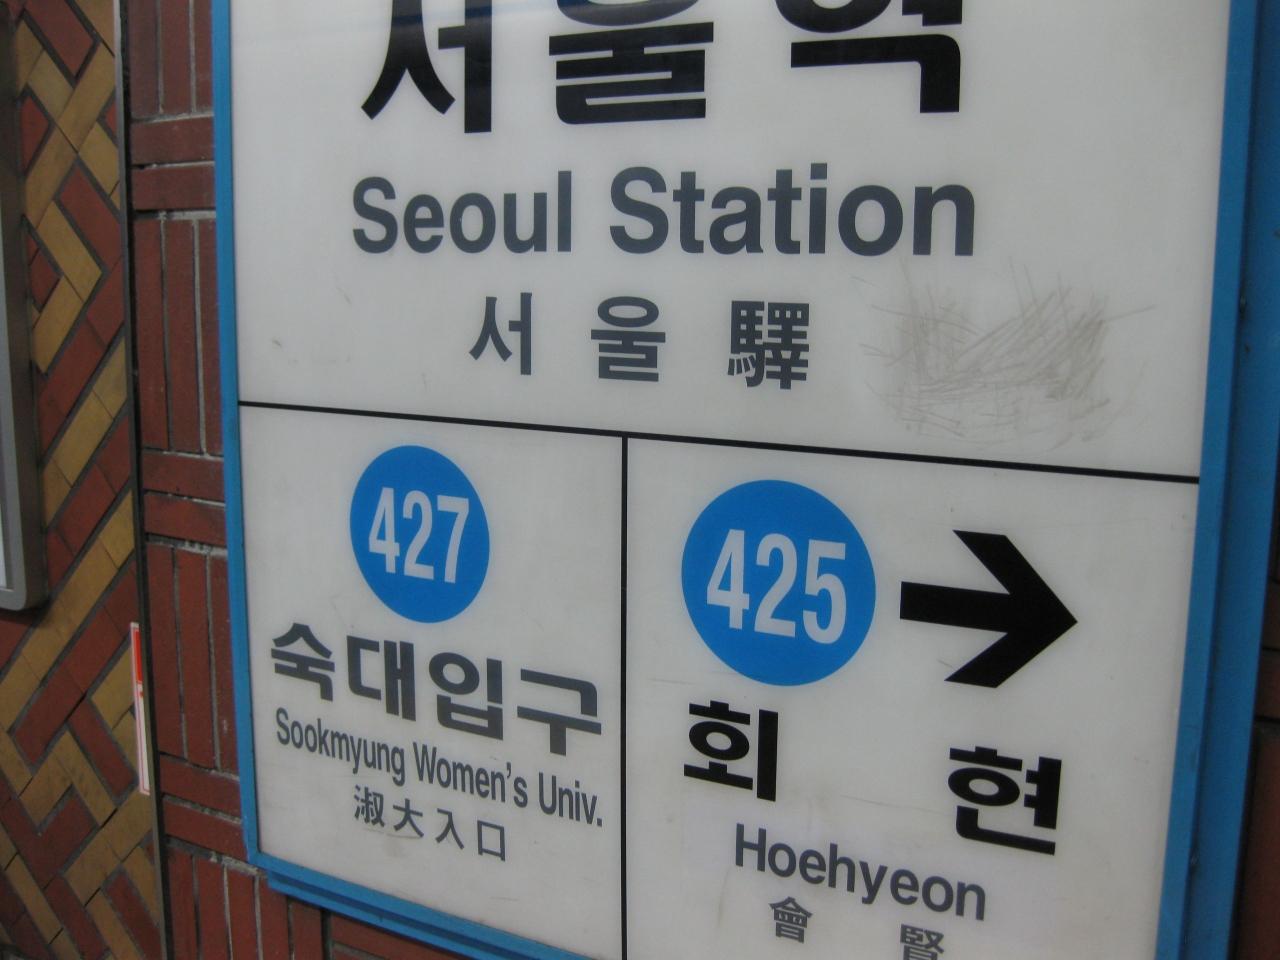 서울역
Seoul Station
서울驛
427
숙대입구
Sookmyung Women's Univ.
淑大入口
425
회현
Hoehyeon
會賢